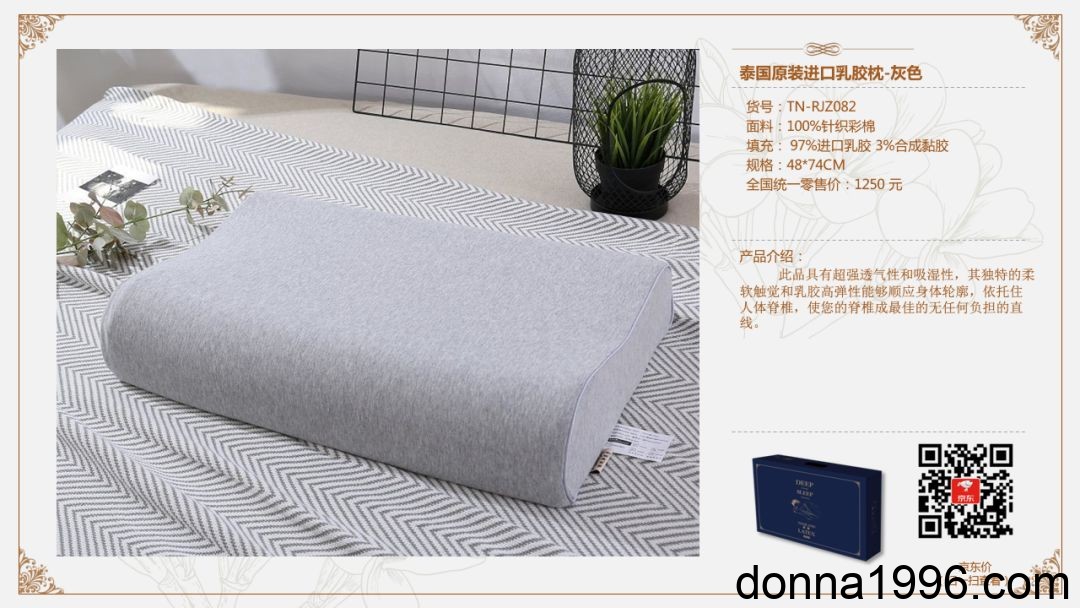 泰国原装进口乳胶枕-灰色
货号：TN-RJZ082
面料：100%针织彩棉
填充： 97%进口乳胶 3%合成黏胶
规格：48*74CM
全国统一零售价：1250 元
产品介绍：
此品具有超强透气性和吸湿性，其独特的柔
软触觉和乳胶高弹性能够顺应身体轮廓，依托住
人体脊椎，使您的脊椎成最佳的无任何负担的直
线。
DEEP
SLEEP
LATEX
京东
京东价
扫查看
donna1996.com